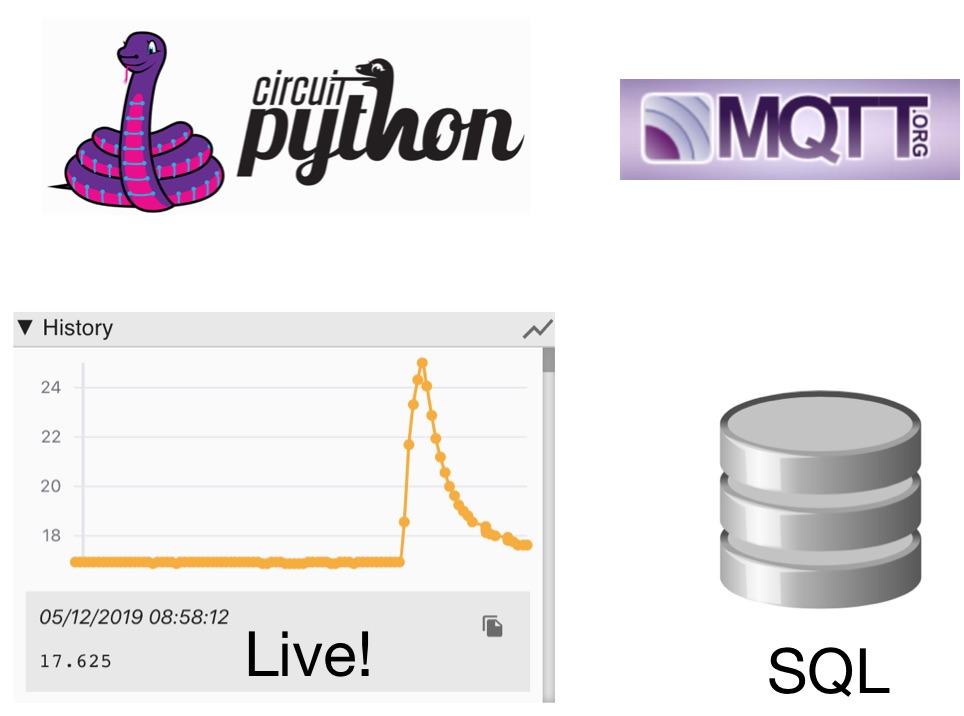 circuit
python
MQTT
.ORG
▼ History
24
22
20
18
05/12/2019 08:58:12
17.625
Live!
SQL